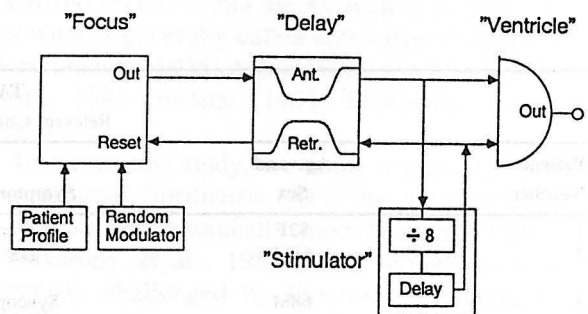 "Focus" "Delay" "Ventricle"
Out
Ant.
Out
Reset
Retr.
Patient
Profile
Random
Modulator
"Stimulator"
÷ 8
Delay